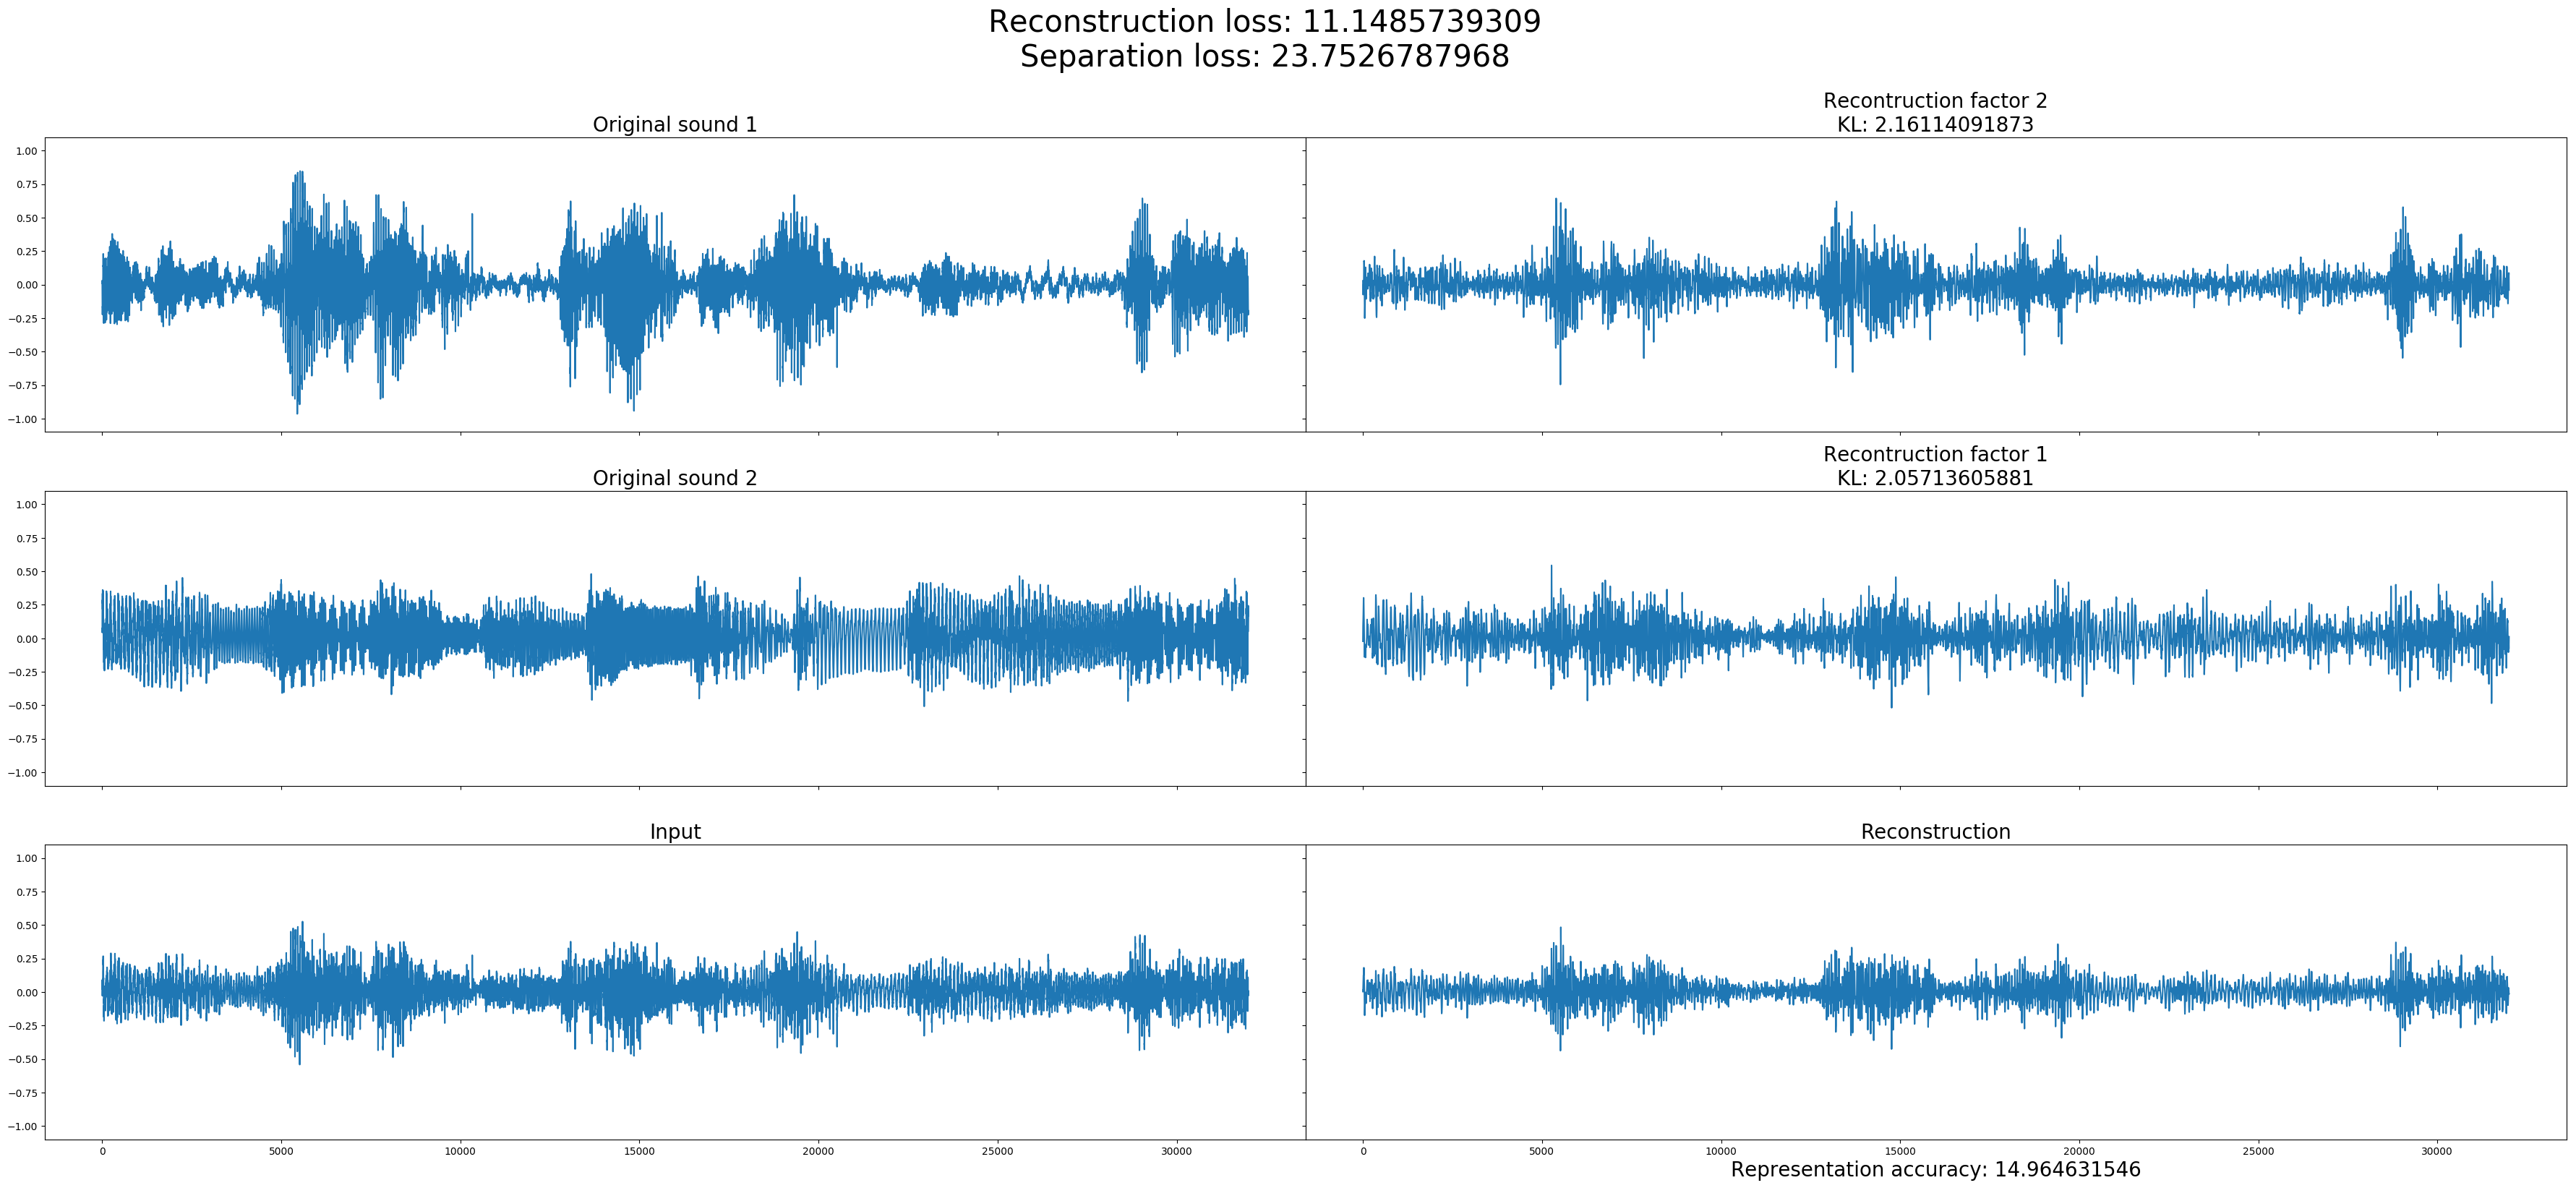 Reconstruction loss: 11.1485739309
Separation loss: 23.7526787968
Original sound 1
1.00
0.75
0.50
0.25
0.00
−0.25
−0.50
−0.75
−1.00
Recontruction factor 2
KL: 2.16114091873
Original sound 2
1.00
0.75
0.50
0.25
0.00
−0.25
−0.50
−0.75
−1.00
Recontruction factor 1
KL: 2.05713605881
Input
1.00
0.75
0.50
0.25
0.00
−0.25
−0.50
−0.75
−1.00
0 5000 10000 15000 20000 25000 30000
Reconstruction
0 5000 10000 15000 20000 25000 30000
Representation accuracy: 14.964631546